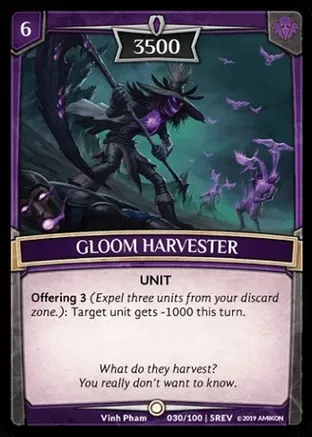 6
3500
GLOOM HARVESTER
UNIT
Offering 3 (Expel three units from your discard
zone.): Target unit gets -1000 this turn.
What do they harvest?
You really don't want to know.
Vinh Pham
030/100 | 5REV
©2019 AMIKON